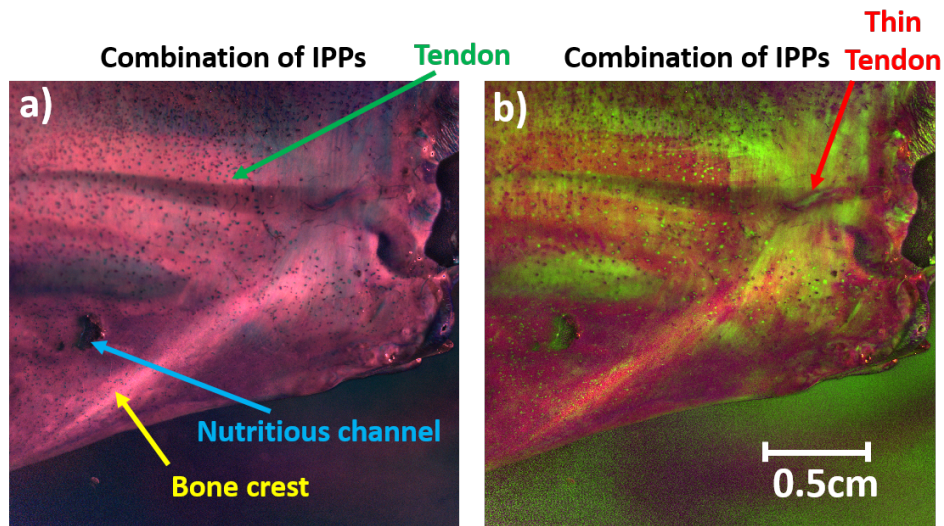 Combination of IPPs
Tendon
a)
Nutritious channel
Bone crest
Combination of IPPs
Thin
Tendon
b)
0.5cm